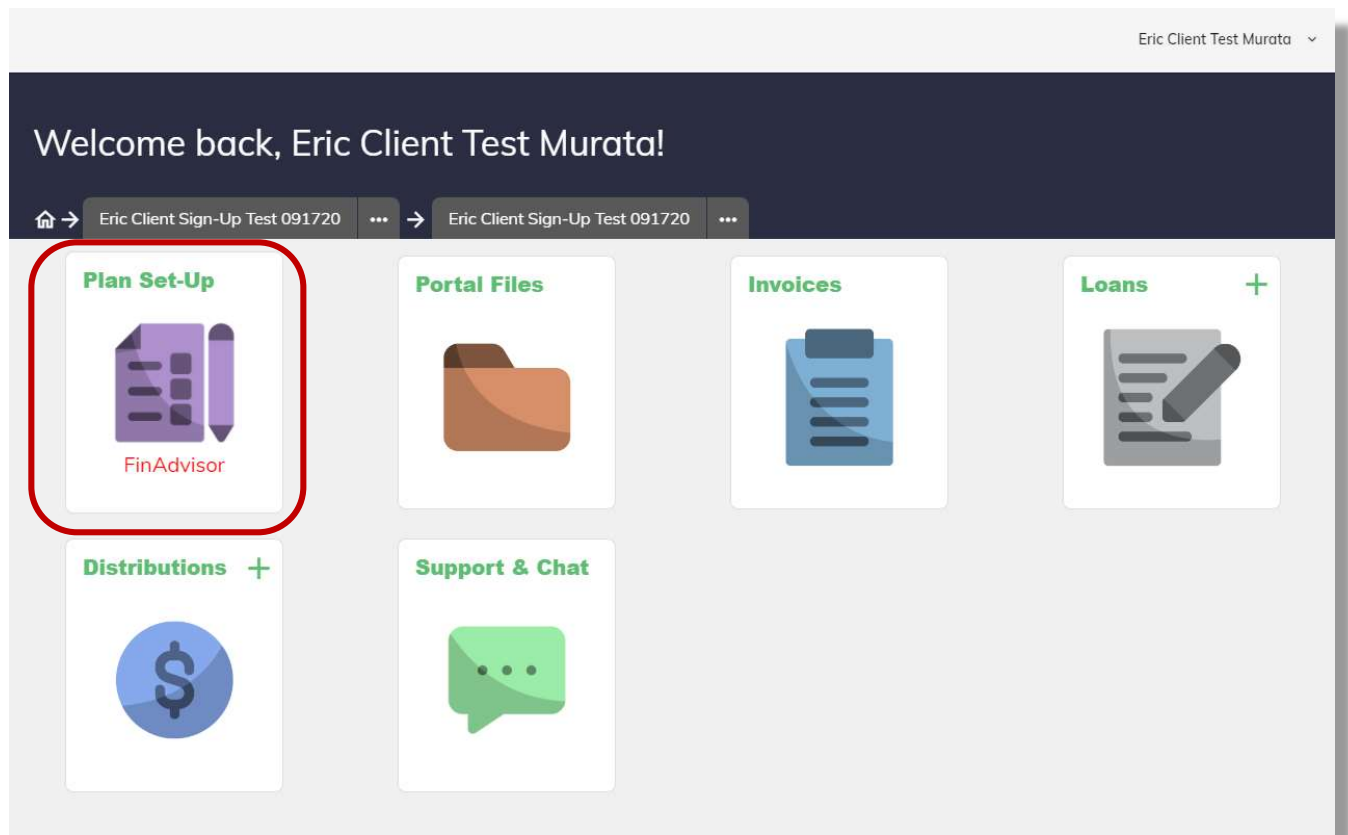 Eric Client Test Murata
Welcome back, Eric Client Test Murata!
Eric Client Sign-Up Test 091720 ••• Eric Client Sign-Up Test 091720 •••
Plan Set-Up
Portal Files
Invoices
Loans +
FinAdvisor
Distributions +
Support & Chat